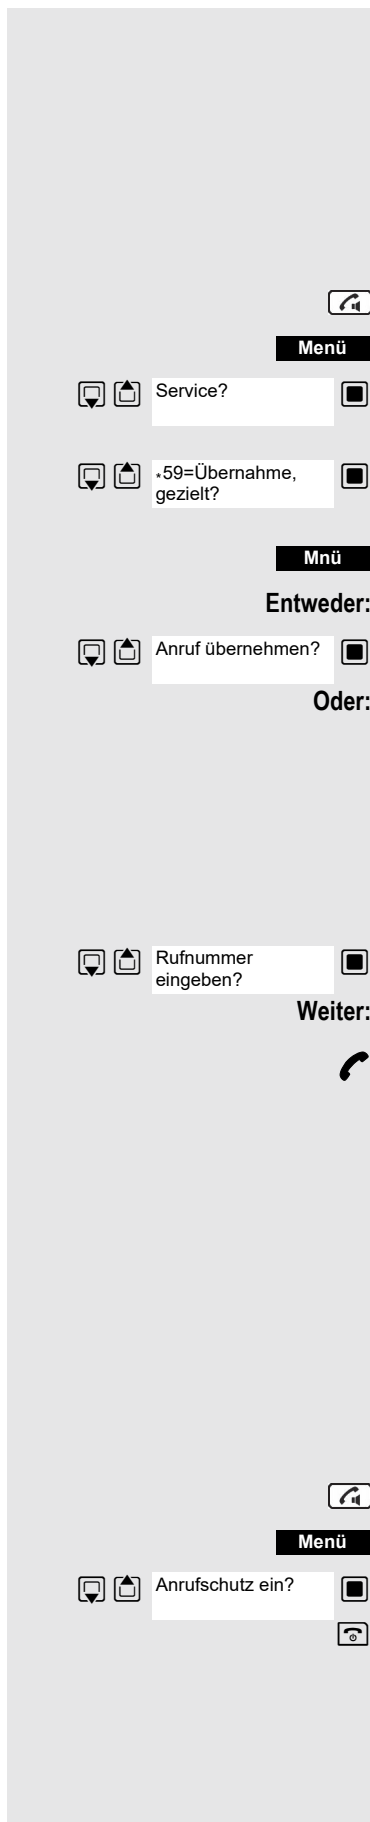 Menü
Service?
*59=Übernahme,
gezielt?
Mnü
Entweder:
Anruf übernehmen?
Oder:
Rufnummer
eingeben?
Weiter:
Menü
Anrufschutz ein?